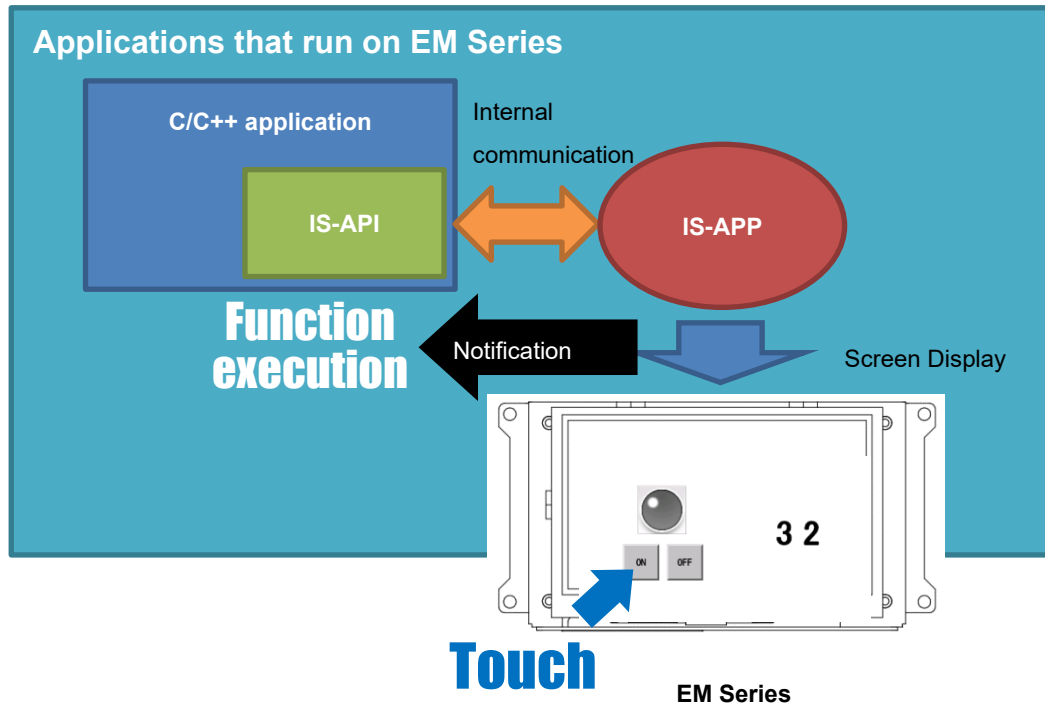 Applications that run on EM Series
C/C++ application
Internal
communication
IS-API
IS-APP
Function
execution
Notification
Screen Display
3 2
ON
OFF
Touch
EM Series